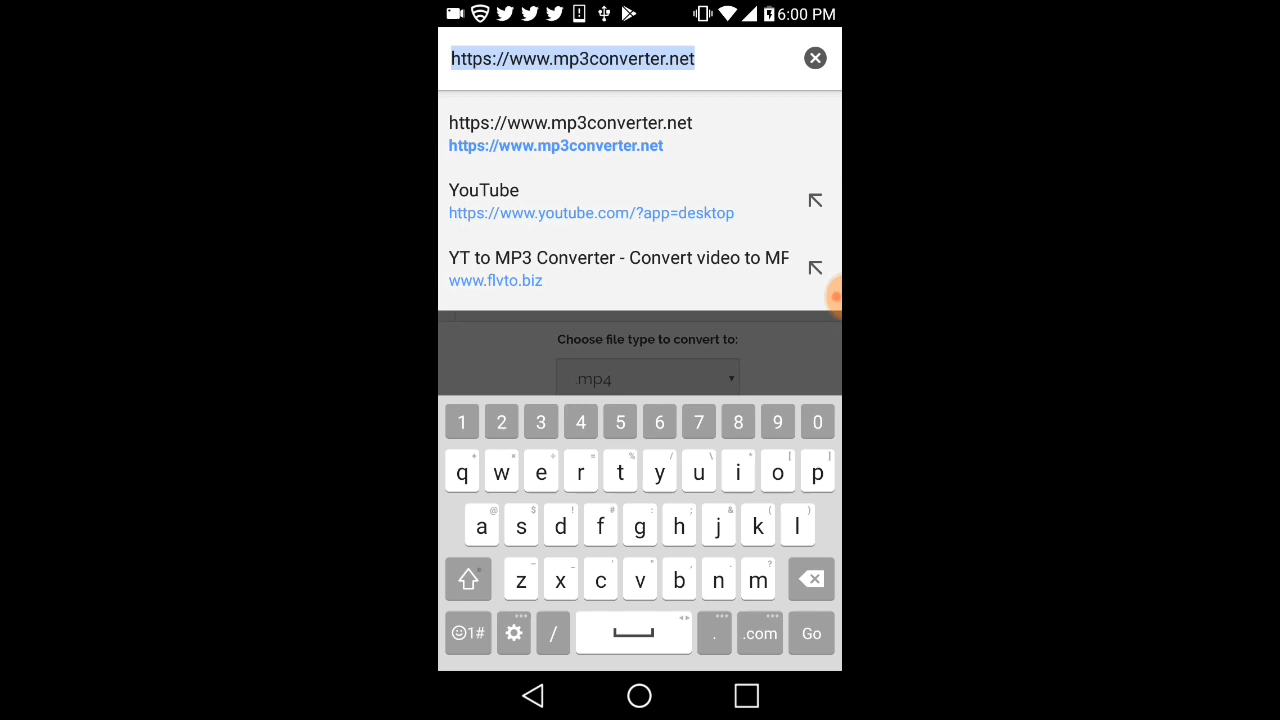 6:00 PM
https://www.mp3converter.net
https://www.mp3converter.net
https://www.mp3converter.net
YouTube
https://www.youtube.com/?app=desktop
YT to MP3 Converter - Convert video to MP
www.flvto.biz
Choose file type to convert to:
.mp4
1 2 3 4 5 6 7 8 9 0
q w e r t y u i o p
a s d f g h j k l
z x c v b n m
1# / . .com Go